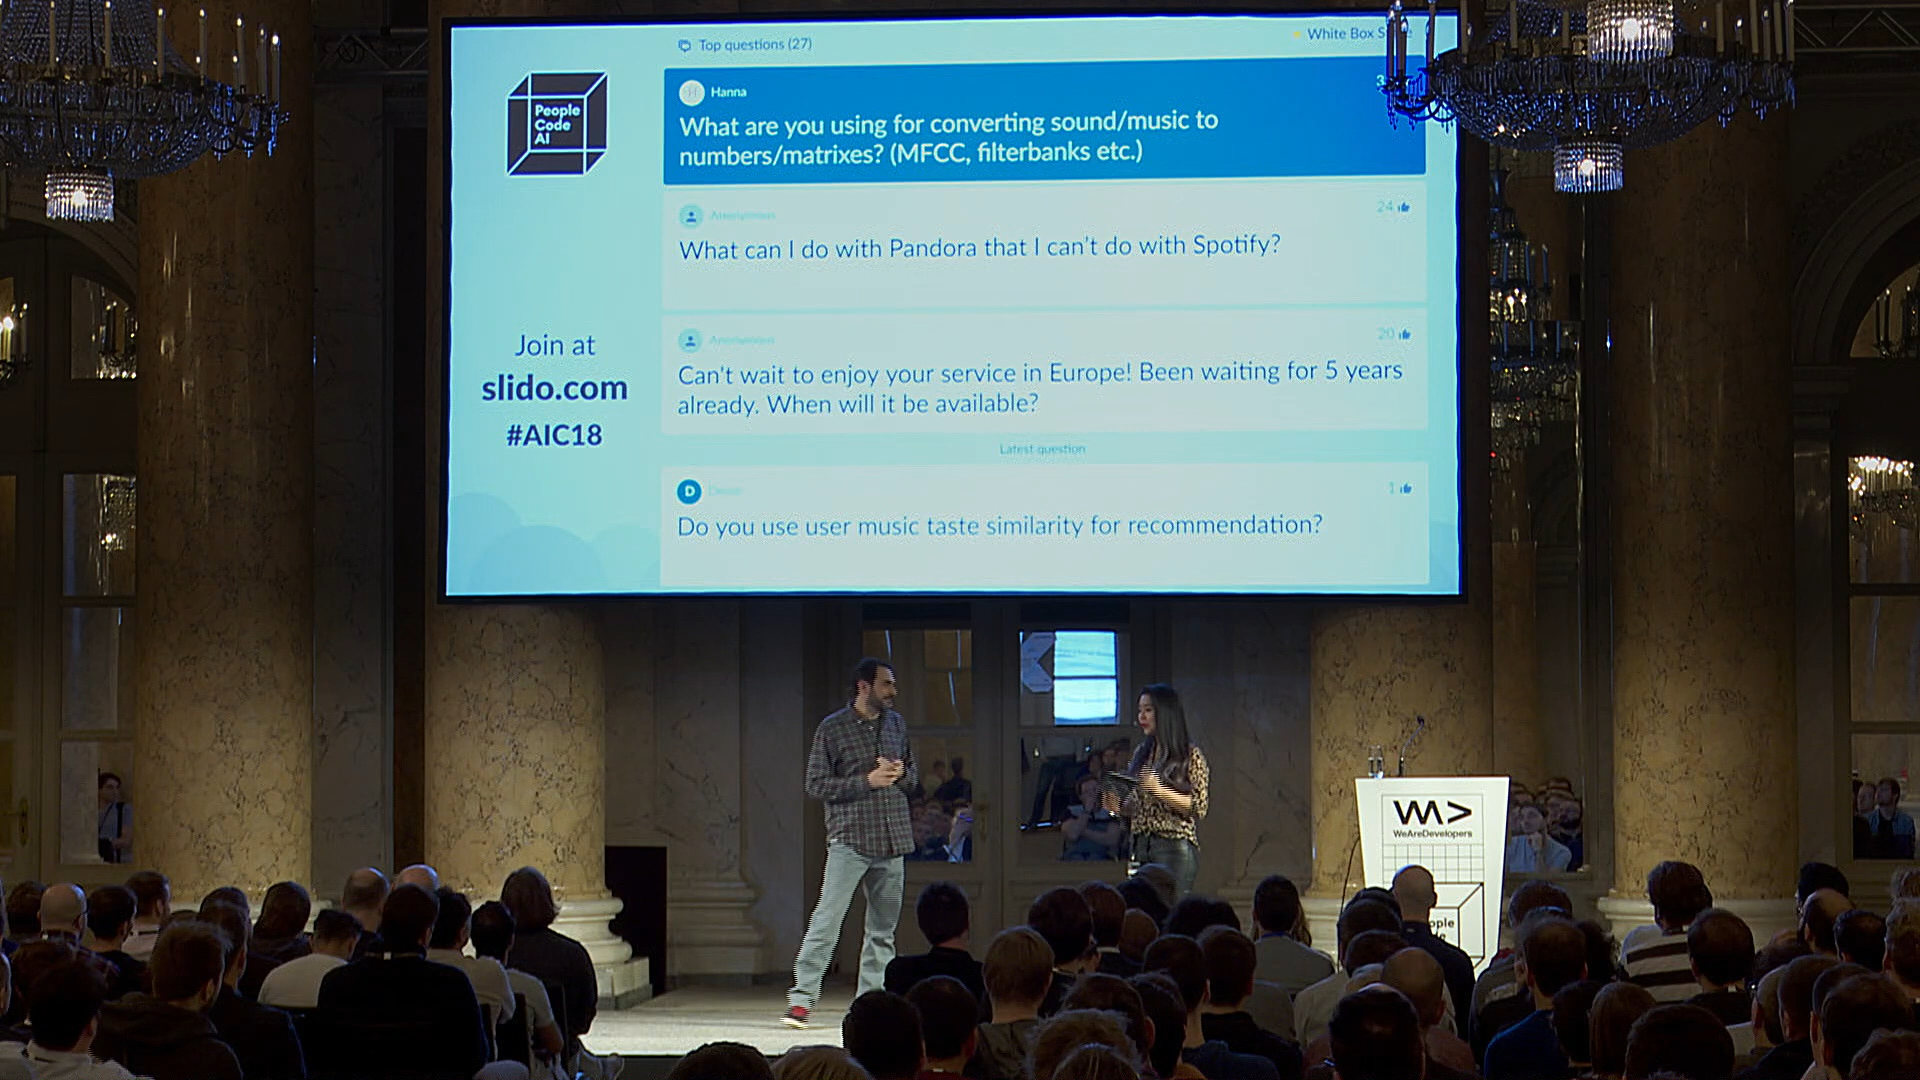 Top questions (27)
White Box
People
Code
AI
Hanna
What are you using for converting sound/music to
numbers/matrixes? (MFCC, filterbanks etc.)
Anonymous
24
What can I do with Pandora that I can't do with Spotify?
Anonymous
20
Can't wait to enjoy your service in Europe! Been waiting for 5 years
already. When will it be available?
Join at
slido.com
#AIC18
Latest question
D
1
Do you use user music taste similarity for recommendation?
WeAreDevelopers